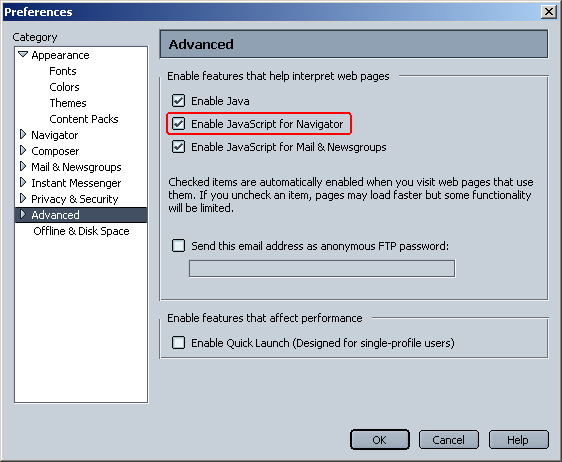 Preferences
Category
Appearance
Fonts
Colors
Themes
Content Packs
Navigator
Composer
Mail & Newsgroups
Instant Messenger
Privacy & Security
Advanced
Offline & Disk Space
Advanced
Enable features that help interpret web pages
Enable Java
Enable JavaScript for Navigator
Enable JavaScript for Mail & Newsgroups
Checked items are automatically enabled when you visit web pages that use
them. If you uncheck an item, pages may load faster but some functionality
will be limited.
Send this email address as anonymous FTP password:
Enable features that affect performance
Enable Quick Launch (Designed for single-profile users)
OK
Cancel
Help